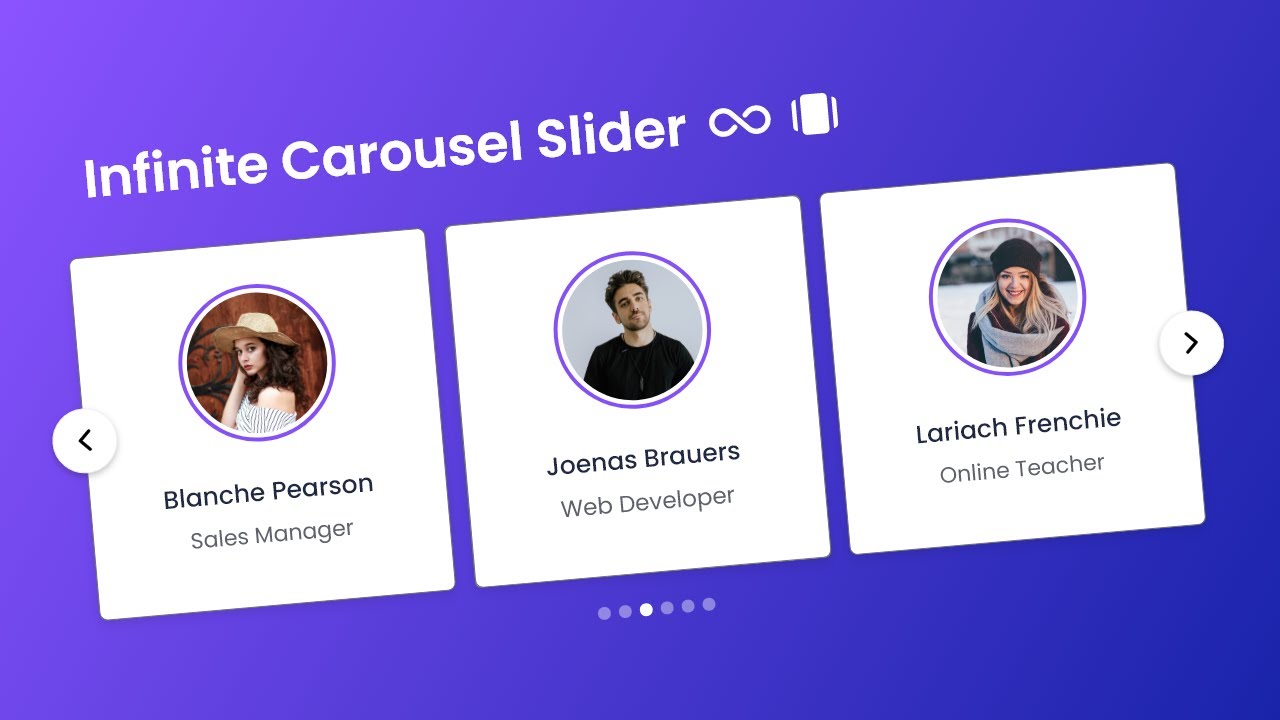 Infinite Carousel Slider
Blanche Pearson
Sales Manager
Joenas Brauers
Web Developer
Lariach Frenchie
Online Teacher